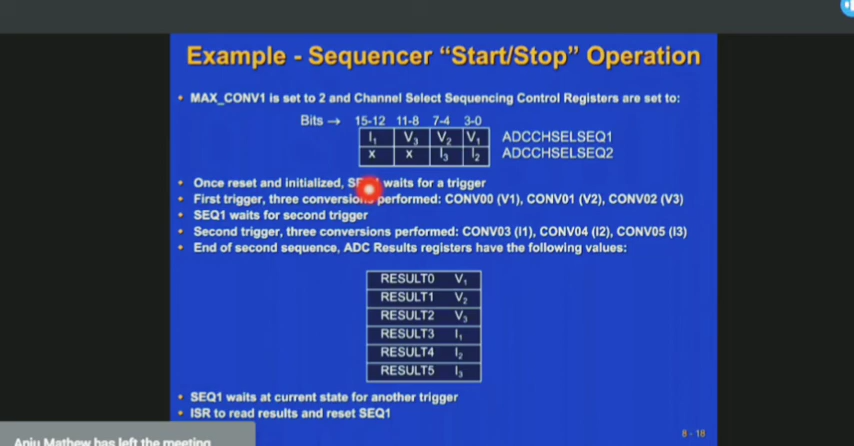 Example - Sequencer “Start/Stop” Operation
• MAX_CONV1 is set to 2 and Channel Select Sequencing Control Registers are set to:
Bits → 15-12 11-8 7-4 3-0
I₁ V₃ V₂ V₁ ADCCHSELSEQ1
x x I₃ I₂ ADCCHSELSEQ2
• Once reset and initialized, waits for a trigger
• First trigger, three conversions performed: CONV00 (V1), CONV01 (V2), CONV02 (V3)
• SEQ1 waits for second trigger
• Second trigger, three conversions performed: CONV03 (I1), CONV04 (I2), CONV05 (I3)
• End of second sequence, ADC Results registers have the following values:
RESULT0 V₁
RESULT1 V₂
RESULT2 V₃
RESULT3 I₁
RESULT4 I₂
RESULT5 I₃
• SEQ1 waits at current state for another trigger
• ISR to read results and reset SEQ1
8 - 18
Anju Mathew has left the meeting